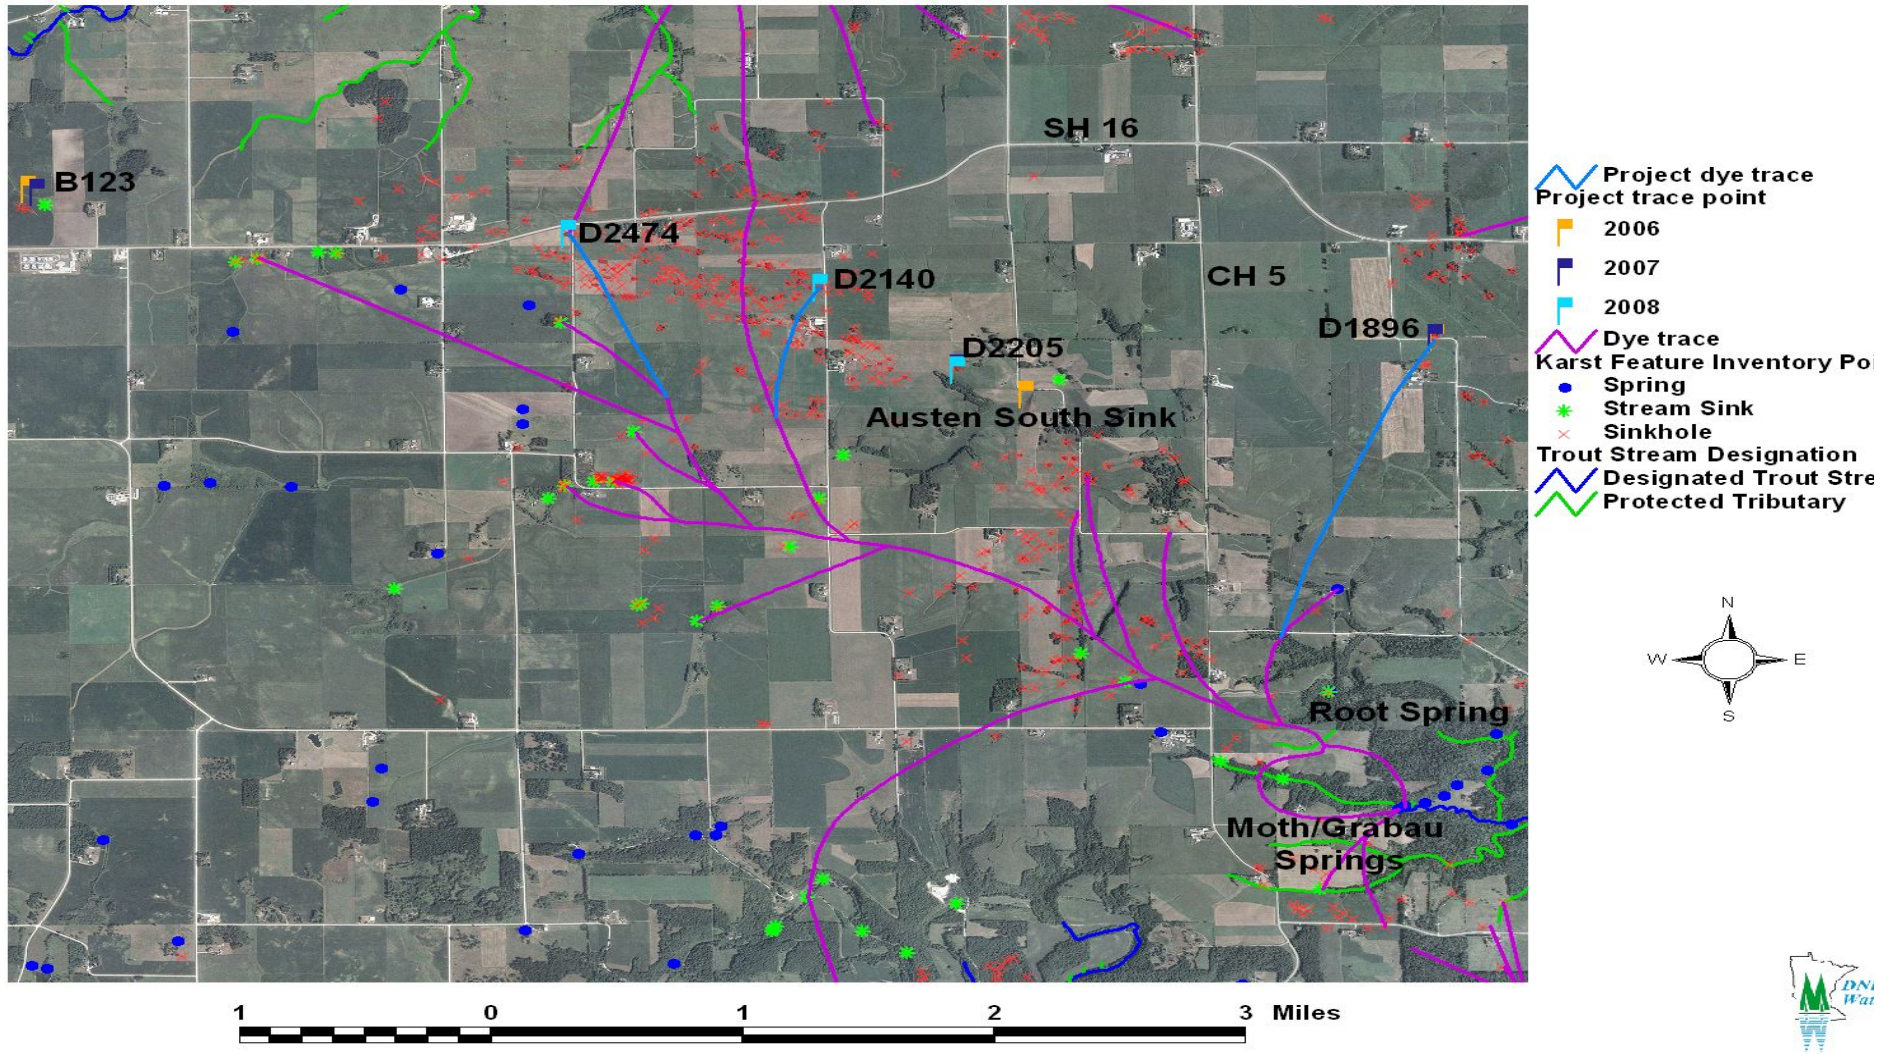 SH 16
B123
D2474
D2140
CH 5
D1896
D2205
Austen South Sink
Root Spring
Moth/Grabau
Springs
Project dye trace
Project trace point
2006
2007
2008
Dye trace
Karst Feature Inventory Poi
Spring
Stream Sink
Sinkhole
Trout Stream Designation
Designated Trout Stre
Protected Tributary
N
W
E
S
1 0 1 2 3 Miles
DN
Wat